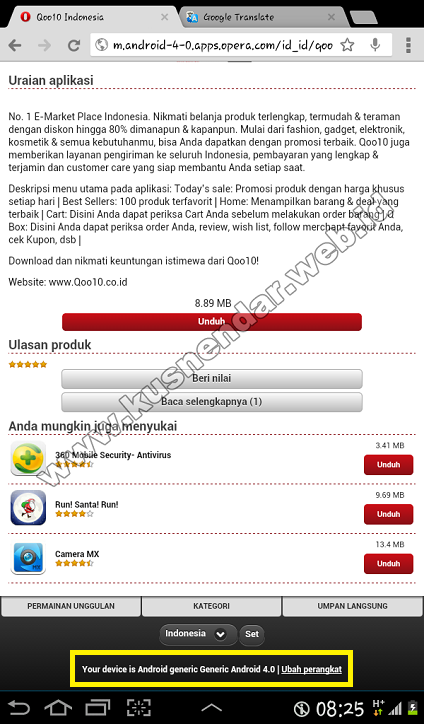 Qoo10 Indonesia
Google Translate
m.android-4-0.apps.opera.com/id_id/qoo
Uraian aplikasi
No. 1 E-Market Place Indonesia. Nikmati belanja produk terlengkap, termudah & teraman
dengan diskon hingga 80% dimanapun & kapanpun. Mulai dari fashion, gadget, elektronik,
kosmetik & semua kebutuhanmu, bisa Anda dapatkan dengan promosi terbaik. Qoo10 juga
memberikan layanan pengiriman ke seluruh Indonesia, pembayaran yang lengkap &
terjamin dan customer care yang siap membantu Anda setiap saat.
Deskripsi menu utama pada aplikasi: Today's sale: Promosi produk dengan harga khusus
setiap hari | Best Sellers: 100 produk terfavorit | Home: Menampilkan barang & deal yang
terbaik | Cart: Disini Anda dapat periksa Cart Anda sebelum melakukan order barang | Q
Box: Disini Anda dapat periksa order Anda, review, wish list, follow merchant favorit Anda,
cek Kupon, dsb |
Download dan nikmati keuntungan istimewa dari Qoo10!
Website: www.Qoo10.co.id
8.89 MB
Unduh
Ulasan produk
Beri nilai
Baca selengkapnya (1)
Anda mungkin juga menyukai
3.41 MB
360 Mobile Security- Antivirus
Unduh
9.69 MB
Run! Santa! Run!
Unduh
13.4 MB
Camera MX
Unduh
PERMAINAN UNGGULAN
KATEGORI
UMPAN LANGSUNG
Indonesia
Set
Your device is Android generic Generic Android 4.0 | Ubah perangkat
08:25
H+
www.kusnendar.web.id